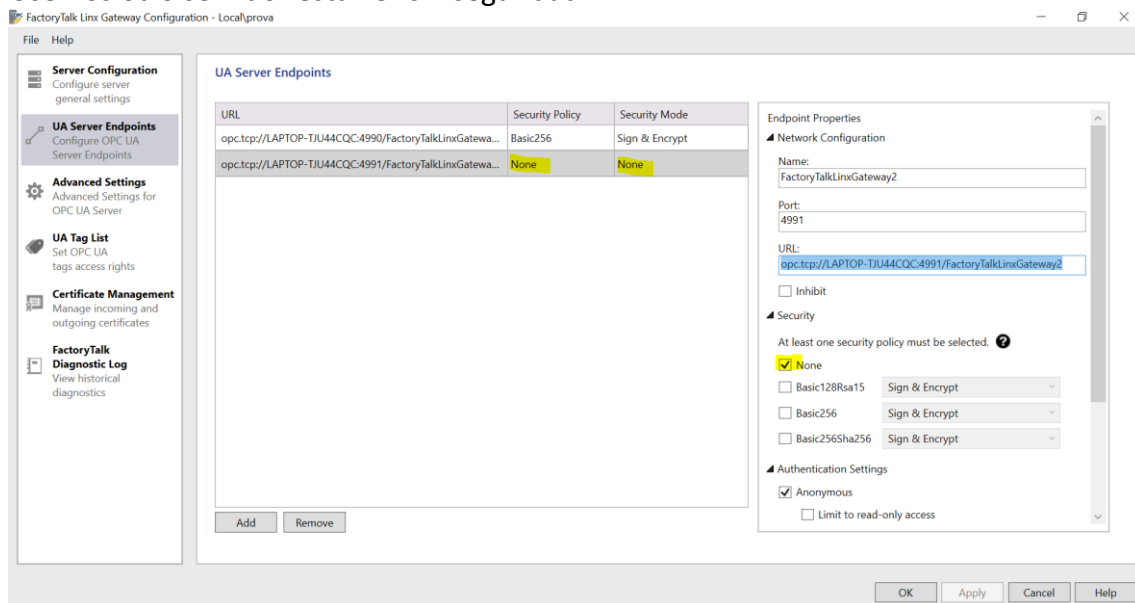 FactoryTalk Linx Gateway Configuration - Local\prova
File Help
Server Configuration
Configure server
general settings
UA Server Endpoints
Configure OPC UA
Server Endpoints
Advanced Settings
Advanced Settings for
OPC UA Server
UA Tag List
Set OPC UA
tags access rights
Certificate Management
Manage incoming and
outgoing certificates
FactoryTalk
Diagnostic Log
View historical
diagnostics
UA Server Endpoints
URL Security Policy Security Mode
opc.tcp://LAPTOP-TJU44CQC:4990/FactoryTalkLinxGatewa... Basic256 Sign & Encrypt
opc.tcp://LAPTOP-TJU44CQC:4991/FactoryTalkLinxGatewa... None None
Add Remove
Endpoint Properties
Network Configuration
Name:
FactoryTalkLinxGateway2
Port:
4991
URL:
opc.tcp://LAPTOP-TJU44CQC:4991/FactoryTalkLinxGateway2
Inhibit
Security
At least one security policy must be selected. ?
None
Basic128Rsa15 Sign & Encrypt
Basic256 Sign & Encrypt
Basic256Sha256 Sign & Encrypt
Authentication Settings
Anonymous
Limit to read-only access
OK Apply Cancel Help